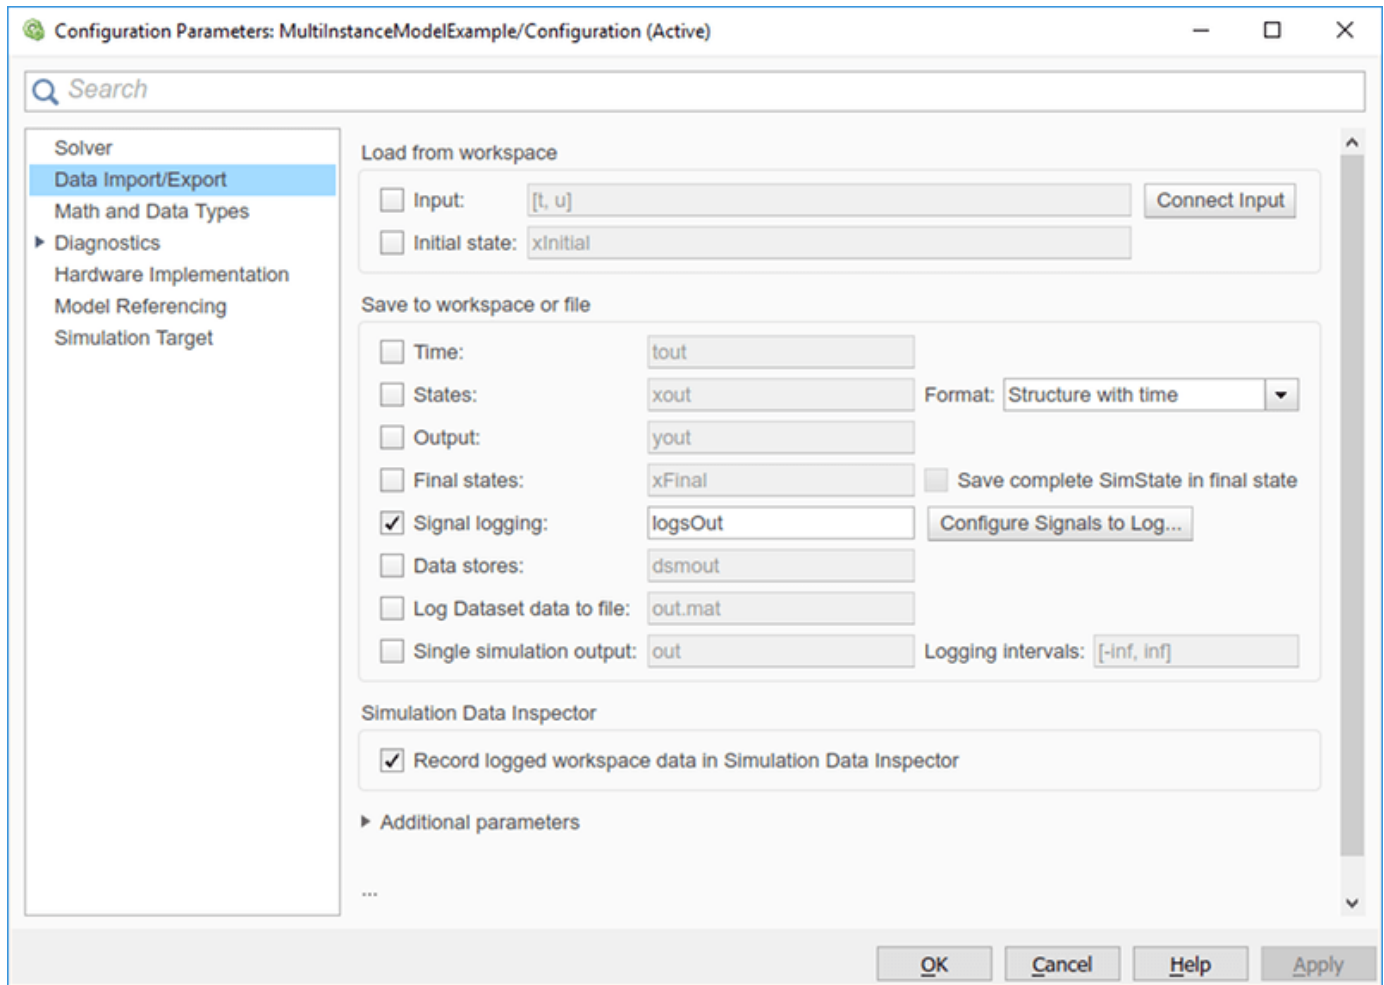 Configuration Parameters: MultiInstanceModelExample/Configuration (Active)
Search
Solver
Data Import/Export
Math and Data Types
Diagnostics
Hardware Implementation
Model Referencing
Simulation Target
Load from workspace
Input: [t, u] Connect Input
Initial state: xInitial
Save to workspace or file
Time: tout
States: xout Format: Structure with time
Output: yout
Final states: xFinal Save complete SimState in final state
Signal logging: logsOut Configure Signals to Log...
Data stores: dsmout
Log Dataset data to file: out.mat
Single simulation output: out Logging intervals: [-inf, inf]
Simulation Data Inspector
Record logged workspace data in Simulation Data Inspector
Additional parameters
...
OK Cancel Help Apply